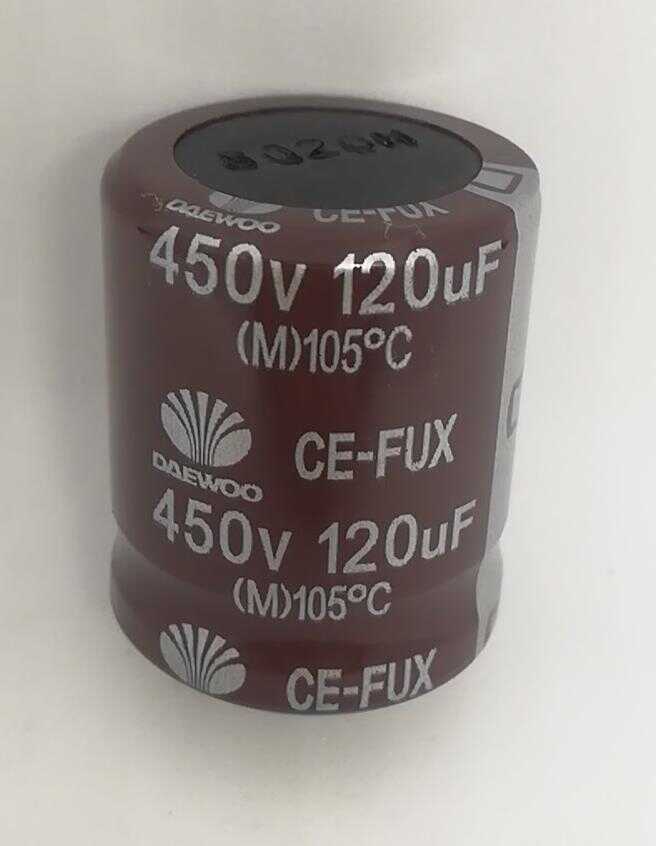 DAEWOO CE-FUX
450v 120uF
(M)105°C
DAEWOO CE-FUX
450v 120uF
(M)105°C
CE-FUX